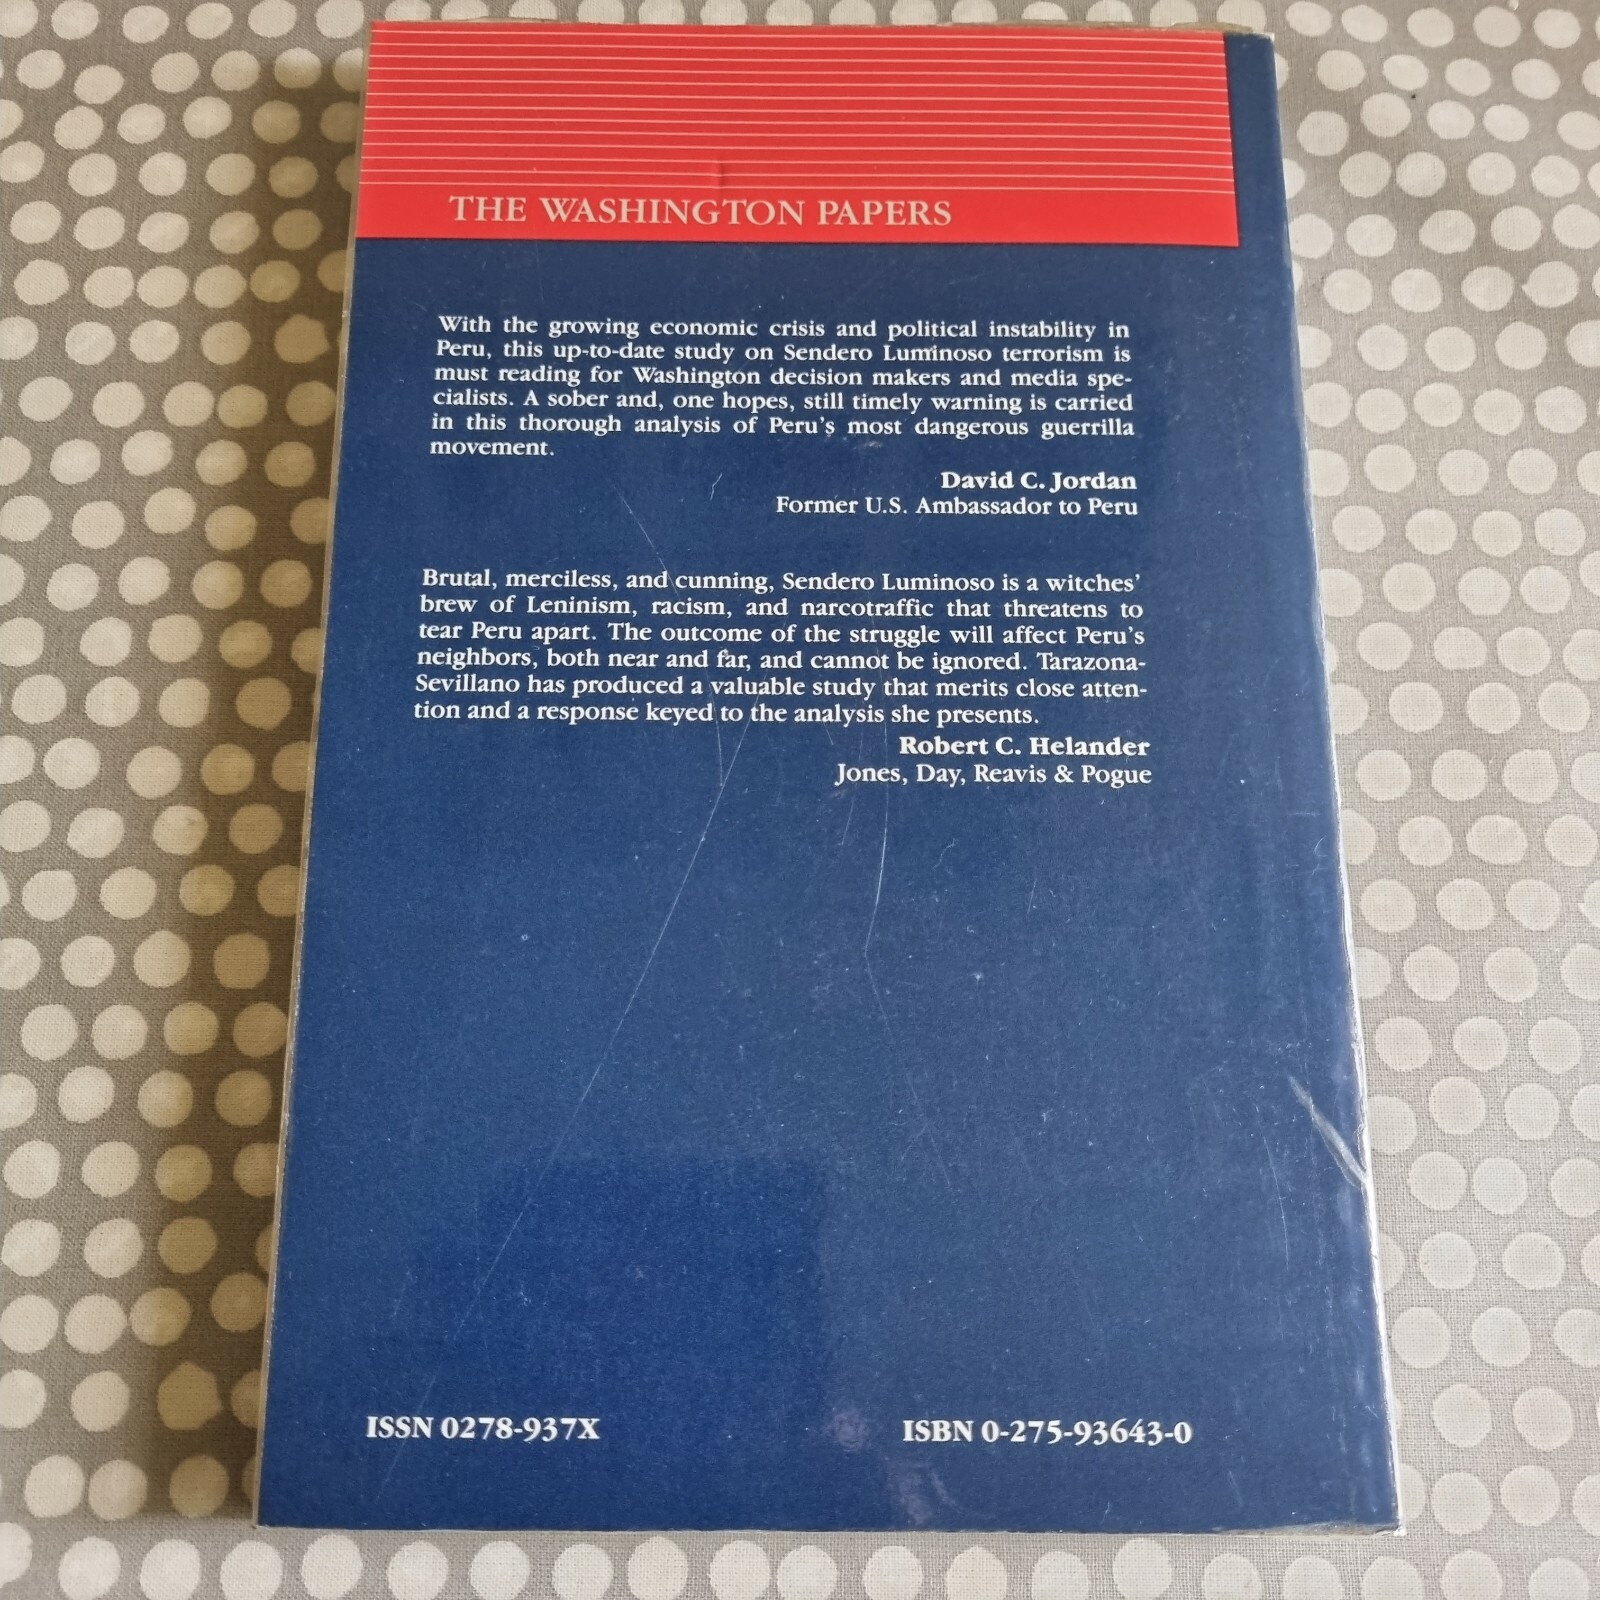 THE WASHINGTON PAPERS
With the growing economic crisis and political instability in
Peru, this up-to-date study on Sendero Luminoso terrorism is
must reading for Washington decision makers and media spe-
cialists. A sober and, one hopes, still timely warning is carried
in this thorough analysis of Peru's most dangerous guerrilla
movement.
David C. Jordan
Former U.S. Ambassador to Peru
Brutal, merciless, and cunning, Sendero Luminoso is a witches'
brew of Leninism, racism, and narcotraffic that threatens to
tear Peru apart. The outcome of the struggle will affect Peru's
neighbors, both near and far, and cannot be ignored. Tarazona-
Sevillano has produced a valuable study that merits close atten-
tion and a response keyed to the analysis she presents.
Robert C. Helander
Jones, Day, Reavis & Pogue
ISSN 0278-937X
ISBN 0-275-93643-0